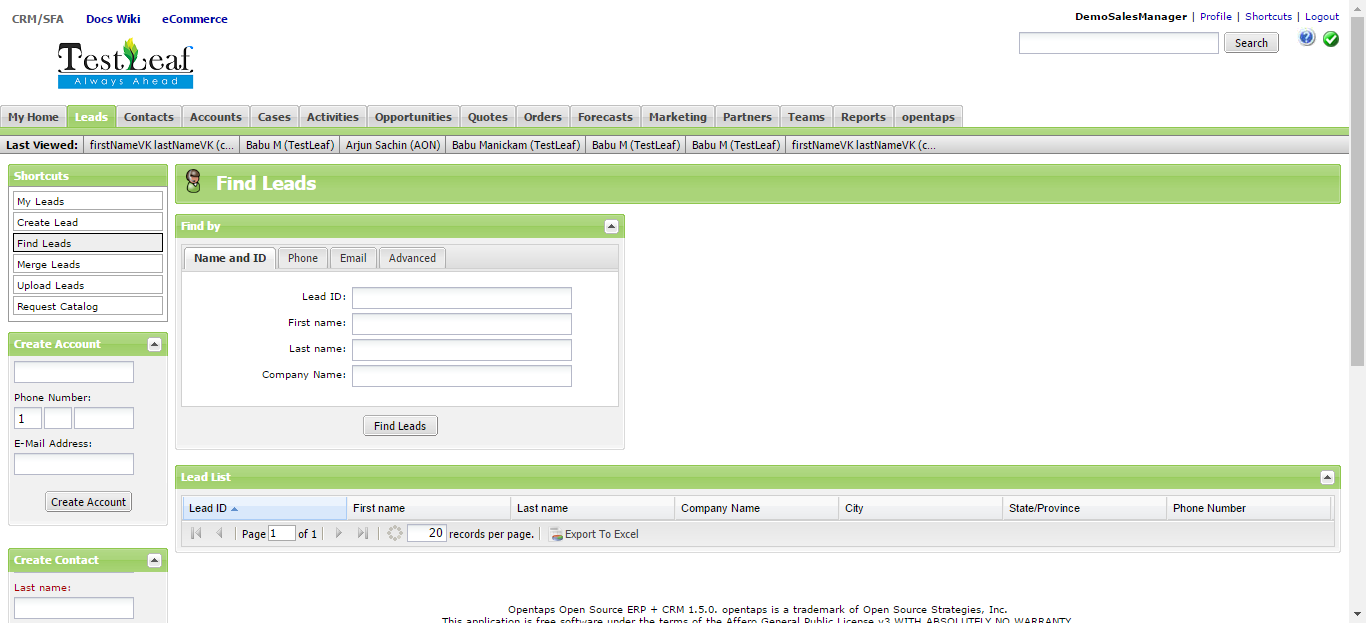 CRM/SFA Docs Wiki eCommerce
DemoSalesManager | Profile | Shortcuts | Logout
Search
TestLeaf
Always Ahead
My Home Leads Contacts Accounts Cases Activities Opportunities Quotes Orders Forecasts Marketing Partners Teams Reports opentaps
Last Viewed: firstNameVK lastNameVK (c... Babu M (TestLeaf) Arjun Sachin (AON) Babu Manickam (TestLeaf) Babu M (TestLeaf) Babu M (TestLeaf) firstNameVK lastNameVK (c...
Shortcuts
My Leads
Create Lead
Find Leads
Merge Leads
Upload Leads
Request Catalog
Create Account
Phone Number:
1
E-Mail Address:
Create Account
Create Contact
Last name:
Find Leads
Find by
Name and ID Phone Email Advanced
Lead ID:
First name:
Last name:
Company Name:
Find Leads
Lead List
Lead ID First name Last name Company Name City State/Province Phone Number
Page 1 of 1 20 records per page. Export To Excel
Opentaps Open Source ERP + CRM 1.5.0. opentaps is a trademark of Open Source Strategies, Inc.
This application is free software under the terms of the Affero General Public License v3 WITH ABSOLUTELY NO WARRANTY